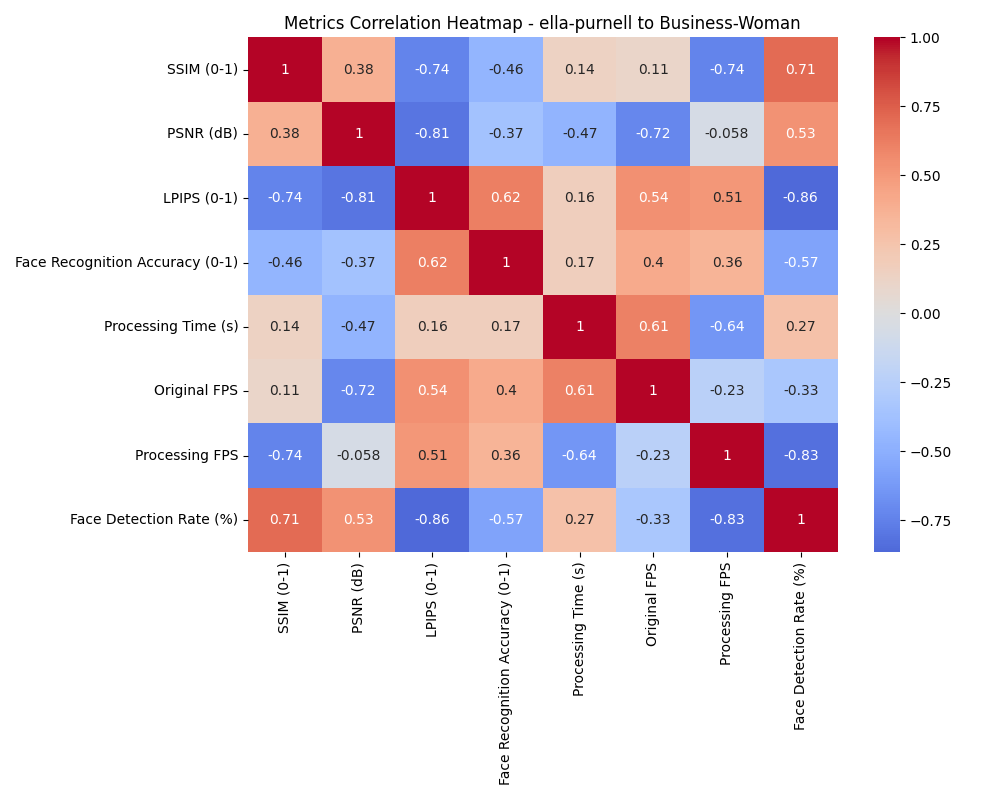 Metrics Correlation Heatmap - ella-purnell to Business-Woman
SSIM (0-1) 1 0.38 -0.74 -0.46 0.14 0.11 -0.74 0.71
PSNR (dB) 0.38 1 -0.81 -0.37 -0.47 -0.72 -0.058 0.53
LPIPS (0-1) -0.74 -0.81 1 0.62 0.16 0.54 0.51 -0.86
Face Recognition Accuracy (0-1) -0.46 -0.37 0.62 1 0.17 0.4 0.36 -0.57
Processing Time (s) 0.14 -0.47 0.16 0.17 1 0.61 -0.64 0.27
Original FPS 0.11 -0.72 0.54 0.4 0.61 1 -0.23 -0.33
Processing FPS -0.74 -0.058 0.51 0.36 -0.64 -0.23 1 -0.83
Face Detection Rate (%) 0.71 0.53 -0.86 -0.57 0.27 -0.33 -0.83 1
SSIM (0-1)
PSNR (dB)
LPIPS (0-1)
Face Recognition Accuracy (0-1)
Processing Time (s)
Original FPS
Processing FPS
Face Detection Rate (%)
1.00
0.75
0.50
0.25
0.00
−0.25
−0.50
−0.75